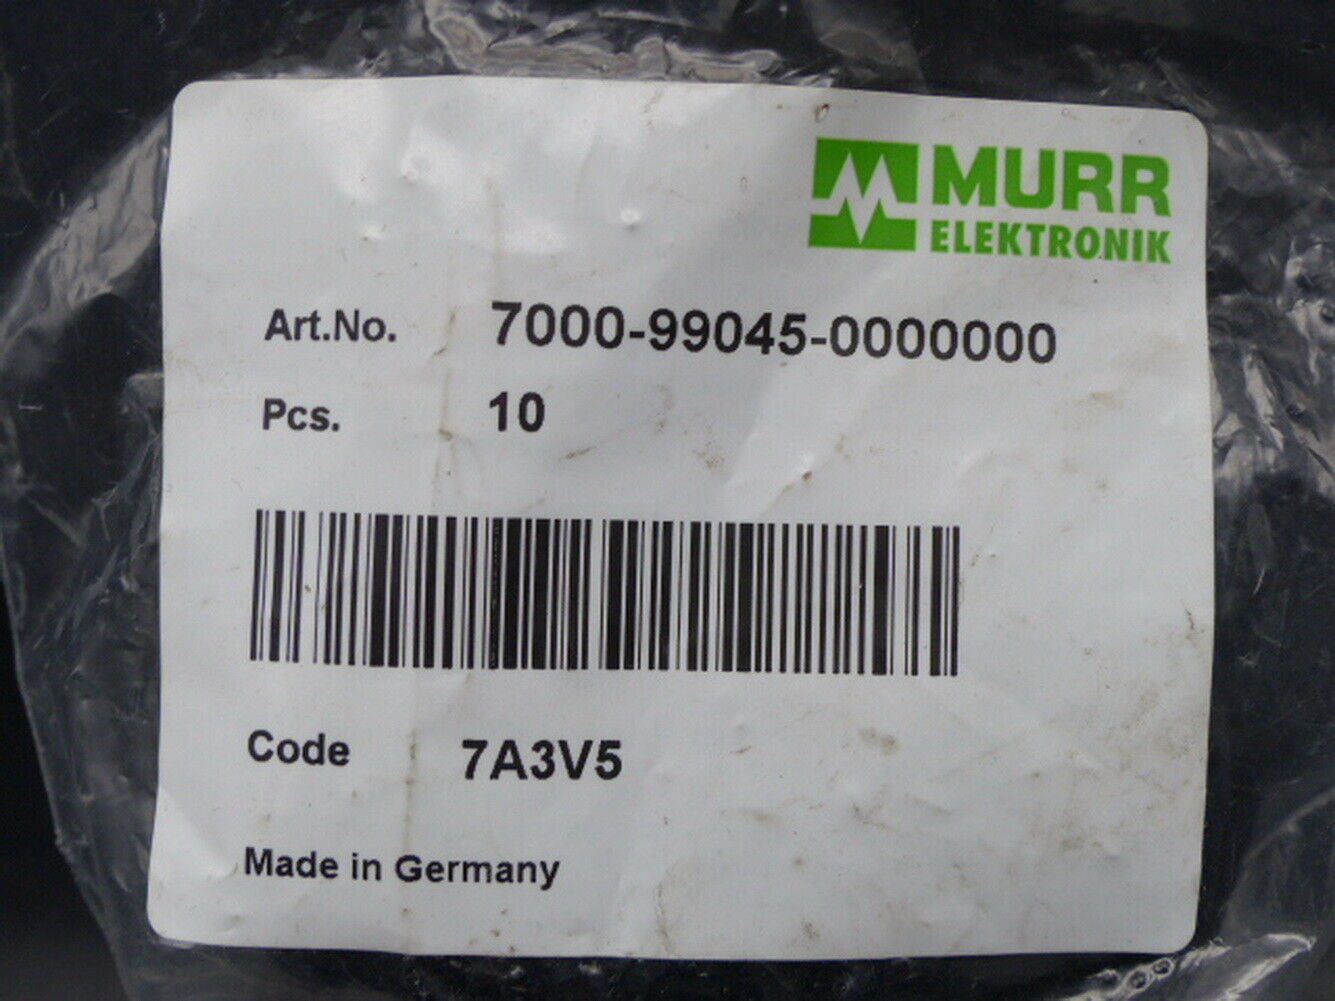 MURR
ELEKTRONIK
Art.No. 7000-99045-0000000
Pcs. 10
Code 7A3V5
Made in Germany